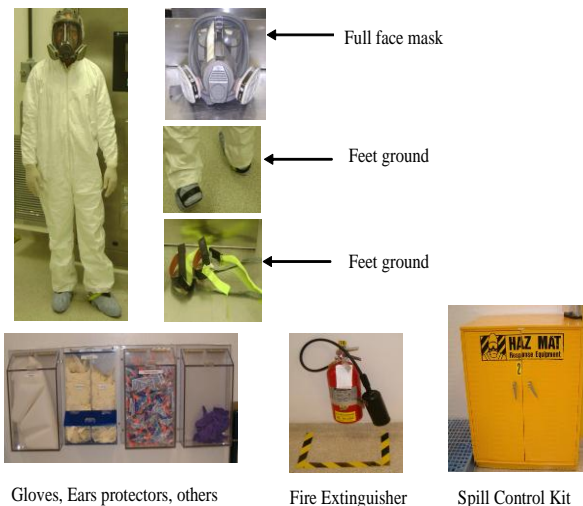 Full face mask
Feet ground
Feet ground
HAZ MAT
Response Equipment
2
Gloves, Ears protectors, others
Fire Extinguisher
Spill Control Kit